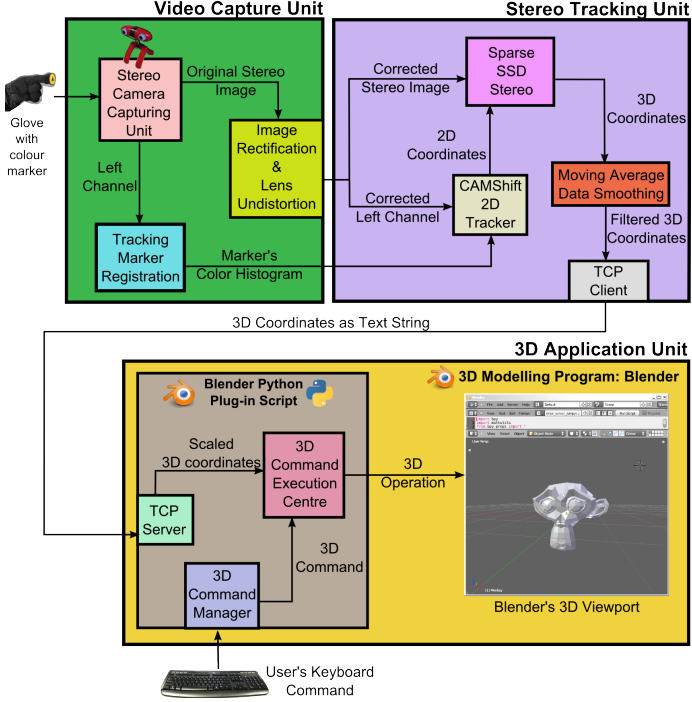 Video Capture Unit
Stereo Tracking Unit
Glove
with
colour
marker
Stereo
Camera
Capturing
Unit
Original Stereo
Image
Image
Rectification
&
Lens
Undistortion
Left
Channel
Tracking
Marker
Registration
Marker's
Color Histogram
Corrected
Stereo Image
Corrected
Left Channel
Sparse
SSD
Stereo
2D
Coordinates
CAMShift
2D
Tracker
3D
Coordinates
Moving Average
Data Smoothing
Filtered 3D
Coordinates
TCP
Client
3D Coordinates as Text String
3D Application Unit
Blender Python
Plug-in Script
3D Modelling Program: Blender
Scaled
3D coordinates
3D
Command
Execution
Centre
3D
Operation
TCP
Server
3D
Command
3D
Command
Manager
Blender's 3D Viewport
User's Keyboard
Command